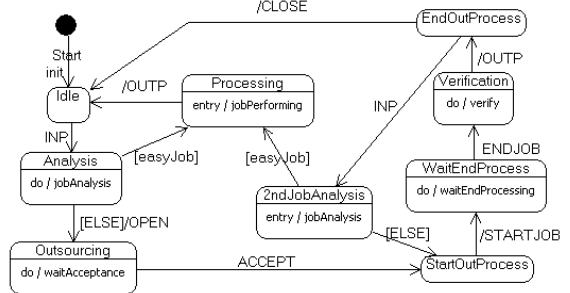 /CLOSE
EndOutProcess
Start
init
/OUTP
Processing
entry / jobPerforming
/OUTP
Verification
do / verify
Idle
INP
INP
[easyJob]
[easyJob]
ENDJOB
Analysis
do / jobAnalysis
WaitEndProcess
do / waitEndProcessing
2ndJobAnalysis
entry / jobAnalysis
[ELSE]/OPEN
[ELSE]
/STARTJOB
Outsourcing
do / waitAcceptance
ACCEPT
StartOutProcess